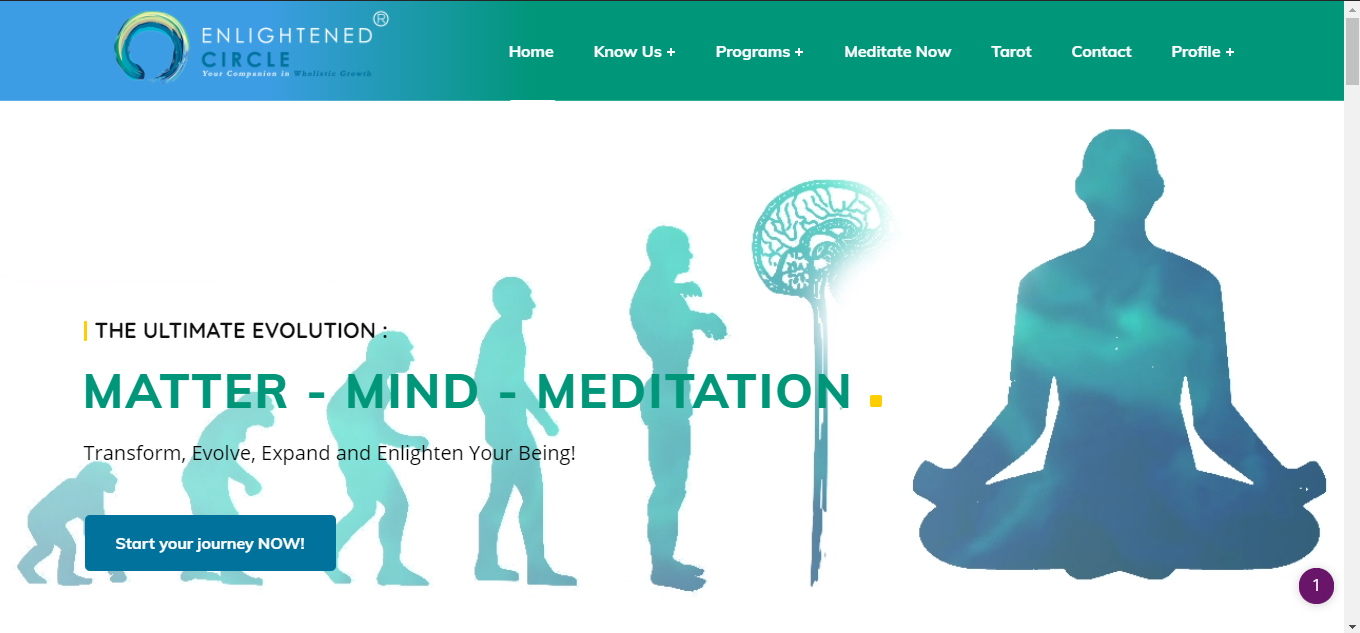 ENLIGHTENED ®
CIRCLE
Your Companion in Wholistic Growth
Home Know Us + Programs + Meditate Now Tarot Contact Profile +
THE ULTIMATE EVOLUTION :
MATTER - MIND - MEDITATION .
Transform, Evolve, Expand and Enlighten Your Being!
Start your journey NOW!
1